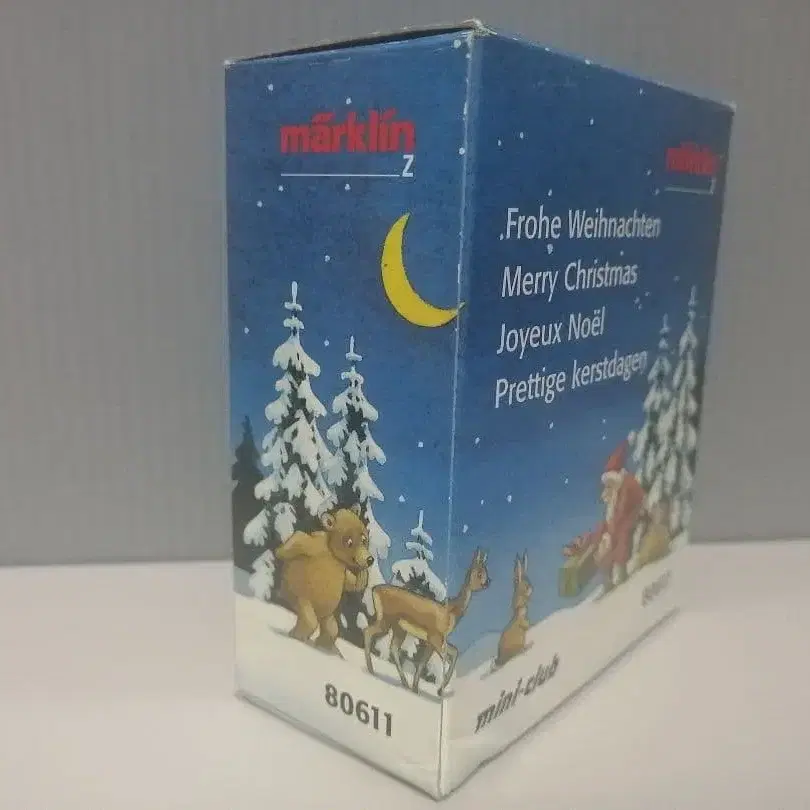 märklin
Z
80611
märklin
Z
Frohe Weihnachten
Merry Christmas
Joyeux Noël
Prettige kerstdagen
mini-club